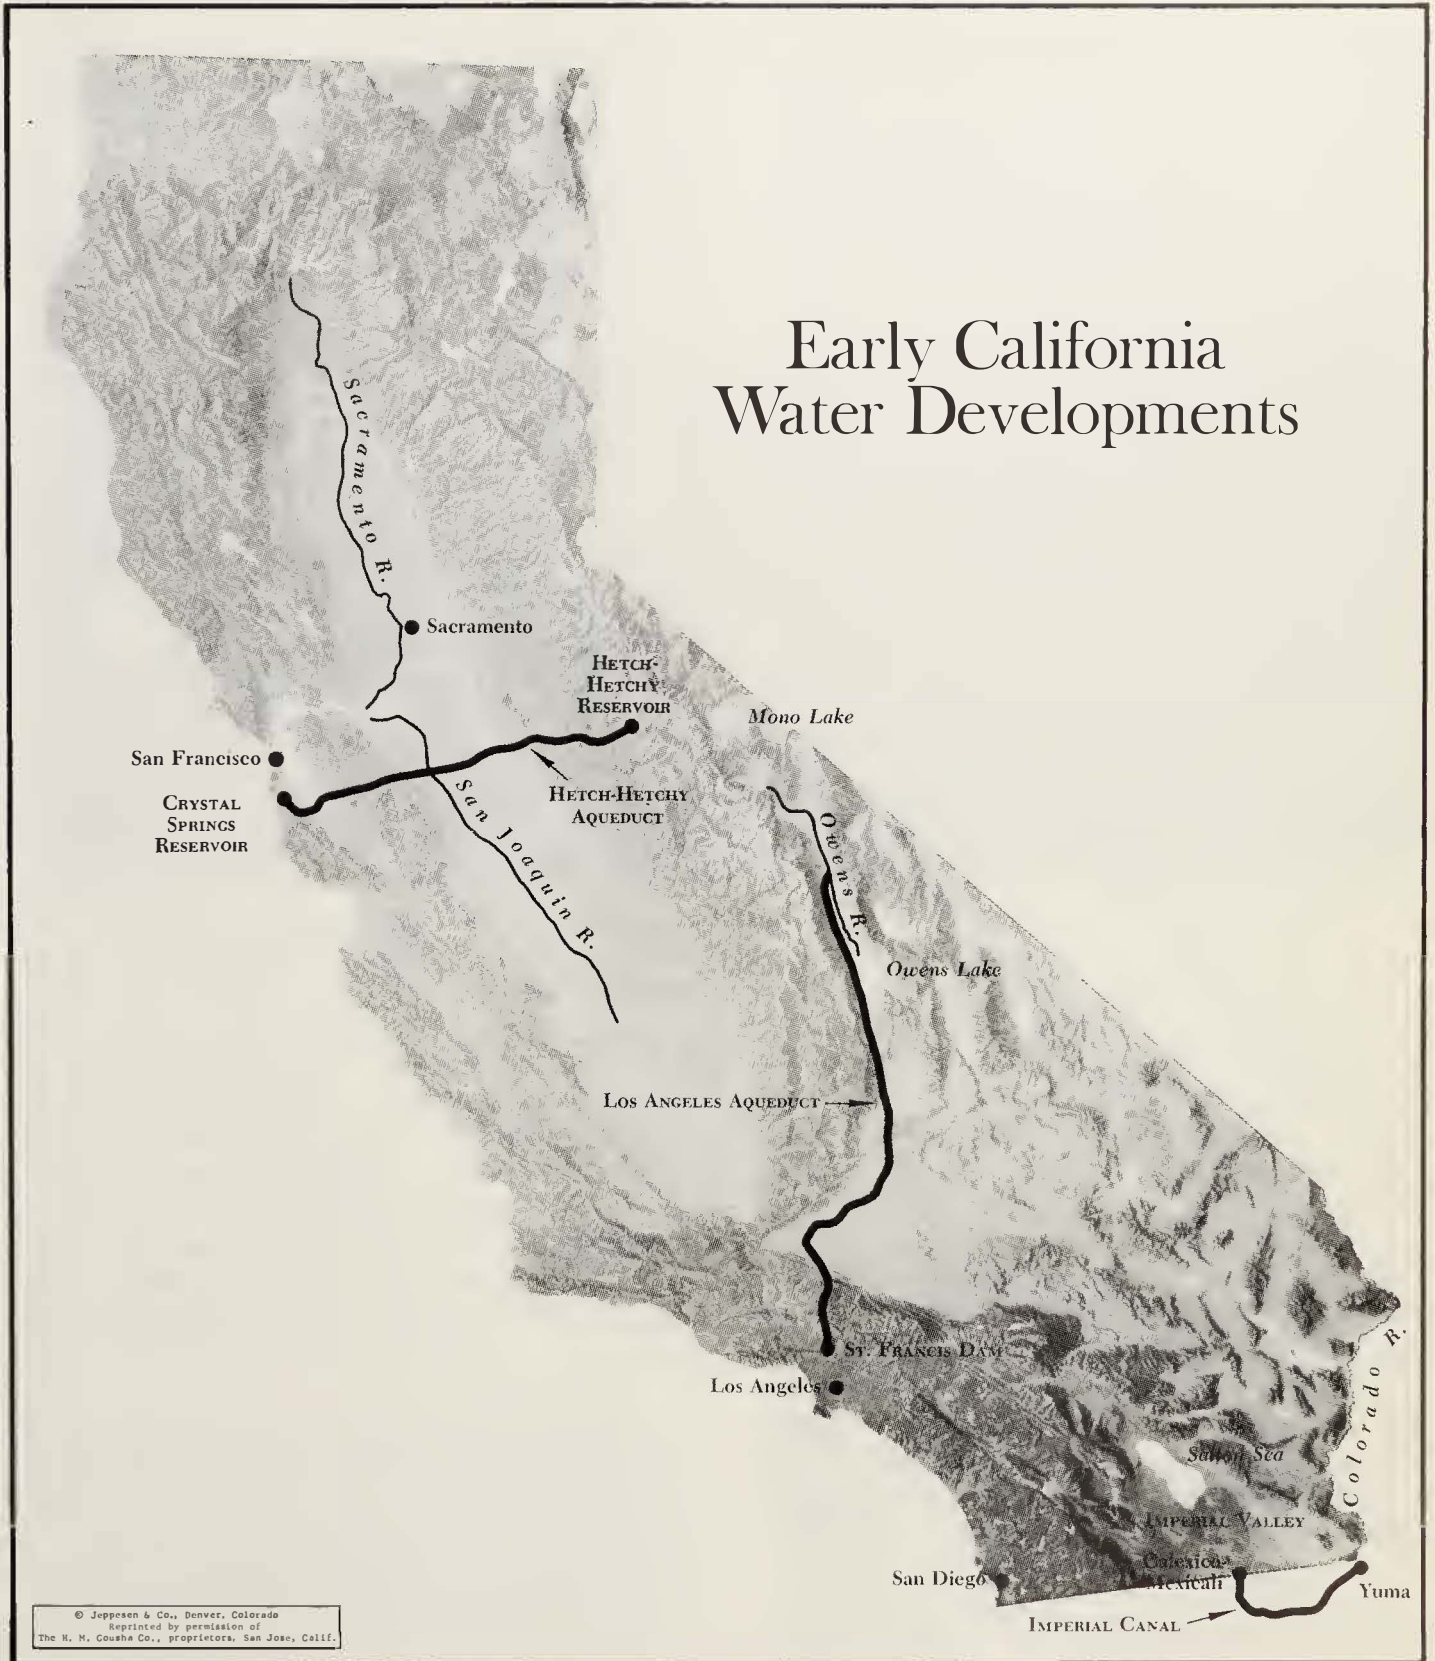 Early California
Water Developments
Sacramento R.
Sacramento
HETCH-
HETCHY
RESERVOIR
Mono Lake
San Francisco
CRYSTAL
SPRINGS
RESERVOIR
HETCH-HETCHY
AQUEDUCT
San Joaquin R.
Owens R.
Owens Lake
LOS ANGELES AQUEDUCT
ST. FRANCIS DAM
Los Angeles
Colorado R.
Salton Sea
IMPERIAL VALLEY
Calexico-
Mexicali
San Diego
Yuma
IMPERIAL CANAL
© Jeppesen & Co., Denver, Colorado
Reprinted by permission of
The H. M. Gousha Co., proprietors, San Jose, Calif.